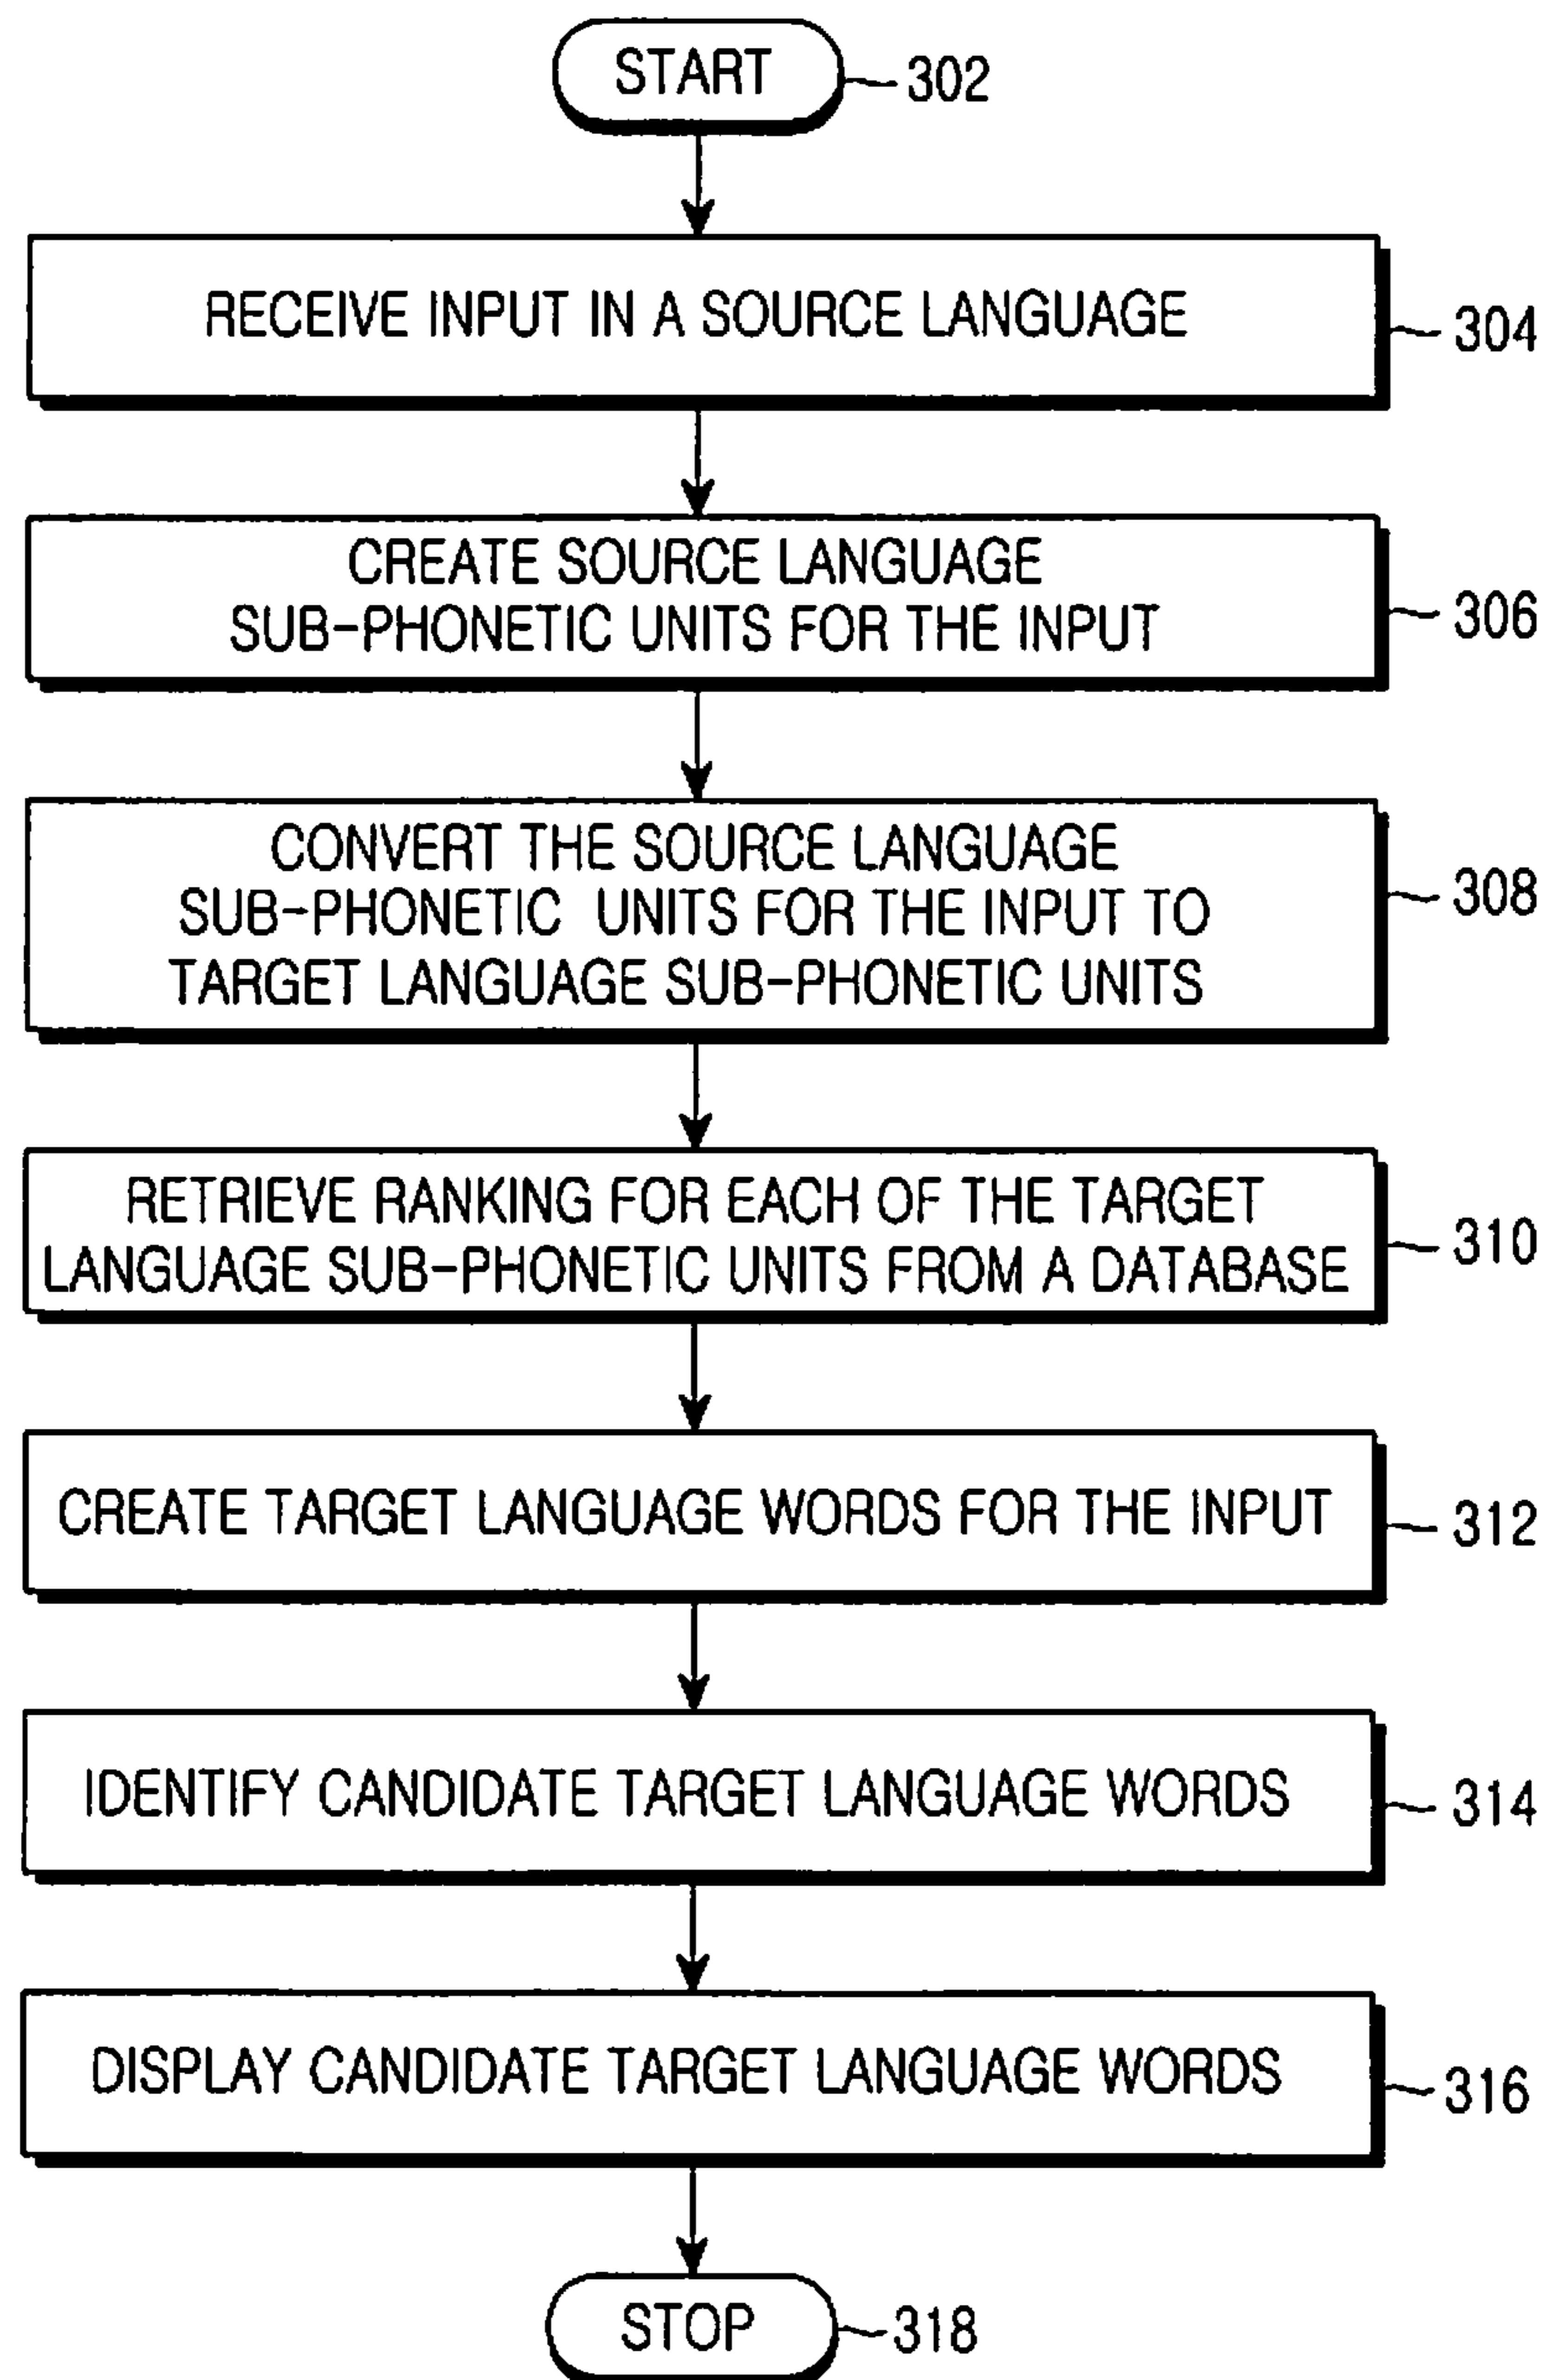 START
302
RECEIVE INPUT IN A SOURCE LANGUAGE
304
CREATE SOURCE LANGUAGE
SUB-PHONETIC UNITS FOR THE INPUT
306
CONVERT THE SOURCE LANGUAGE
SUB-PHONETIC UNITS FOR THE INPUT TO
TARGET LANGUAGE SUB-PHONETIC UNITS
308
RETRIEVE RANKING FOR EACH OF THE TARGET
LANGUAGE SUB-PHONETIC UNITS FROM A DATABASE
310
CREATE TARGET LANGUAGE WORDS FOR THE INPUT
312
IDENTIFY CANDIDATE TARGET LANGUAGE WORDS
314
DISPLAY CANDIDATE TARGET LANGUAGE WORDS
316
STOP
318